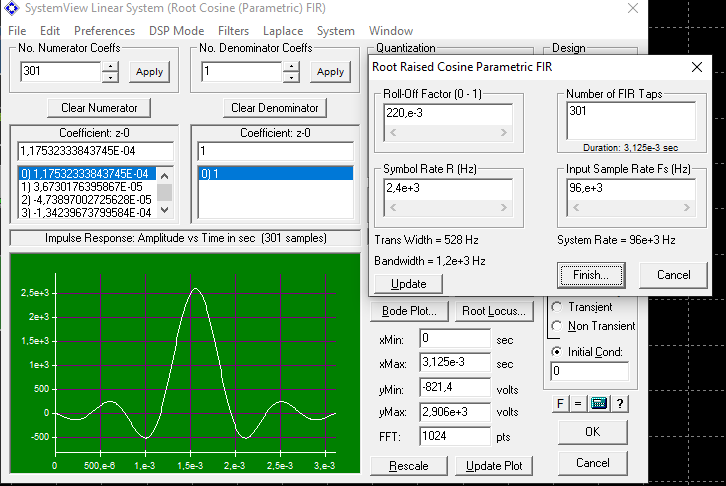 SystemView Linear System (Root Cosine (Parametric) FIR)
File Edit Preferences DSP Mode Filters Laplace System Window
No. Numerator Coeffs
301
Apply
No. Denominator Coeffs
1
Apply
Quantization
Design
Clear Numerator
Clear Denominator
Coefficient: z-0
1,17532333843745E-04
0) 1,17532333843745E-04
1) 3,6730176395867E-05
2) -4,73897002725628E-05
3) -1,34239673799584E-04
Coefficient: z-0
1
0) 1
Impulse Response: Amplitude vs Time in sec (301 samples)
2,5e+3
2,e+3
1,5e+3
1,e+3
500
0
-500
0 500,e-6 1,e-3 1,5e-3 2,e-3 2,5e-3 3,e-3
Root Raised Cosine Parametric FIR
Roll-Off Factor (0 - 1)
220,e-3
Number of FIR Taps
301
Duration: 3,125e-3 sec
Symbol Rate R (Hz)
2,4e+3
Input Sample Rate Fs (Hz)
96,e+3
Trans Width = 528 Hz
System Rate = 96e+3 Hz
Bandwidth = 1,2e+3 Hz
Update
Finish...
Cancel
Bode Plot...
Root Locus...
xMin: 0 sec
xMax: 3,125e-3 sec
yMin: -821,4 volts
yMax: 2,906e+3 volts
FFT: 1024 pts
Rescale
Update Plot
Transient
Non Transient
Initial Cond:
0
F = ?
OK
Cancel